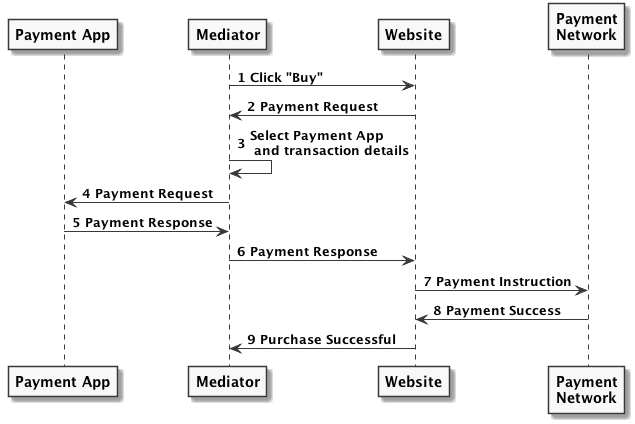 Payment App
Mediator
Website
Payment
Network
1 Click "Buy"
2 Payment Request
3 Select Payment App
and transaction details
4 Payment Request
5 Payment Response
6 Payment Response
7 Payment Instruction
8 Payment Success
9 Purchase Successful
Payment App
Mediator
Website
Payment
Network